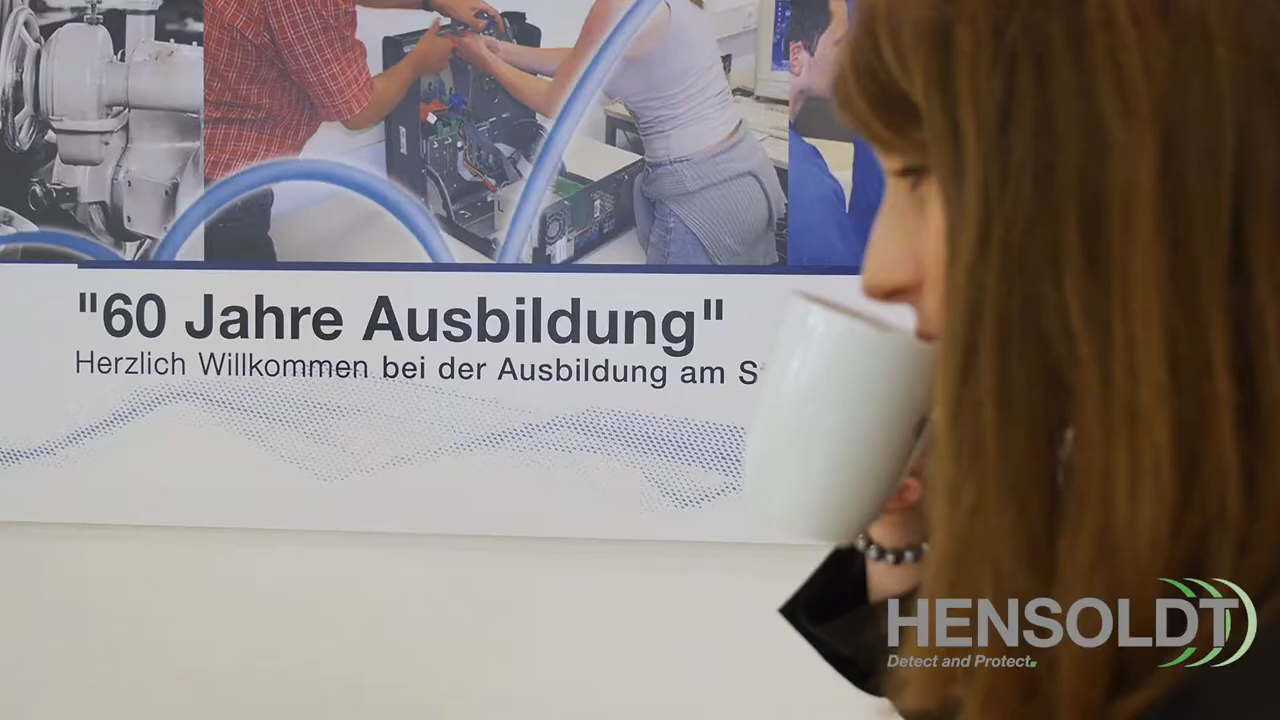 "60 Jahre Ausbildung"
Herzlich Willkommen bei der Ausbildung am
HENSOLDT
Detect and Protect.